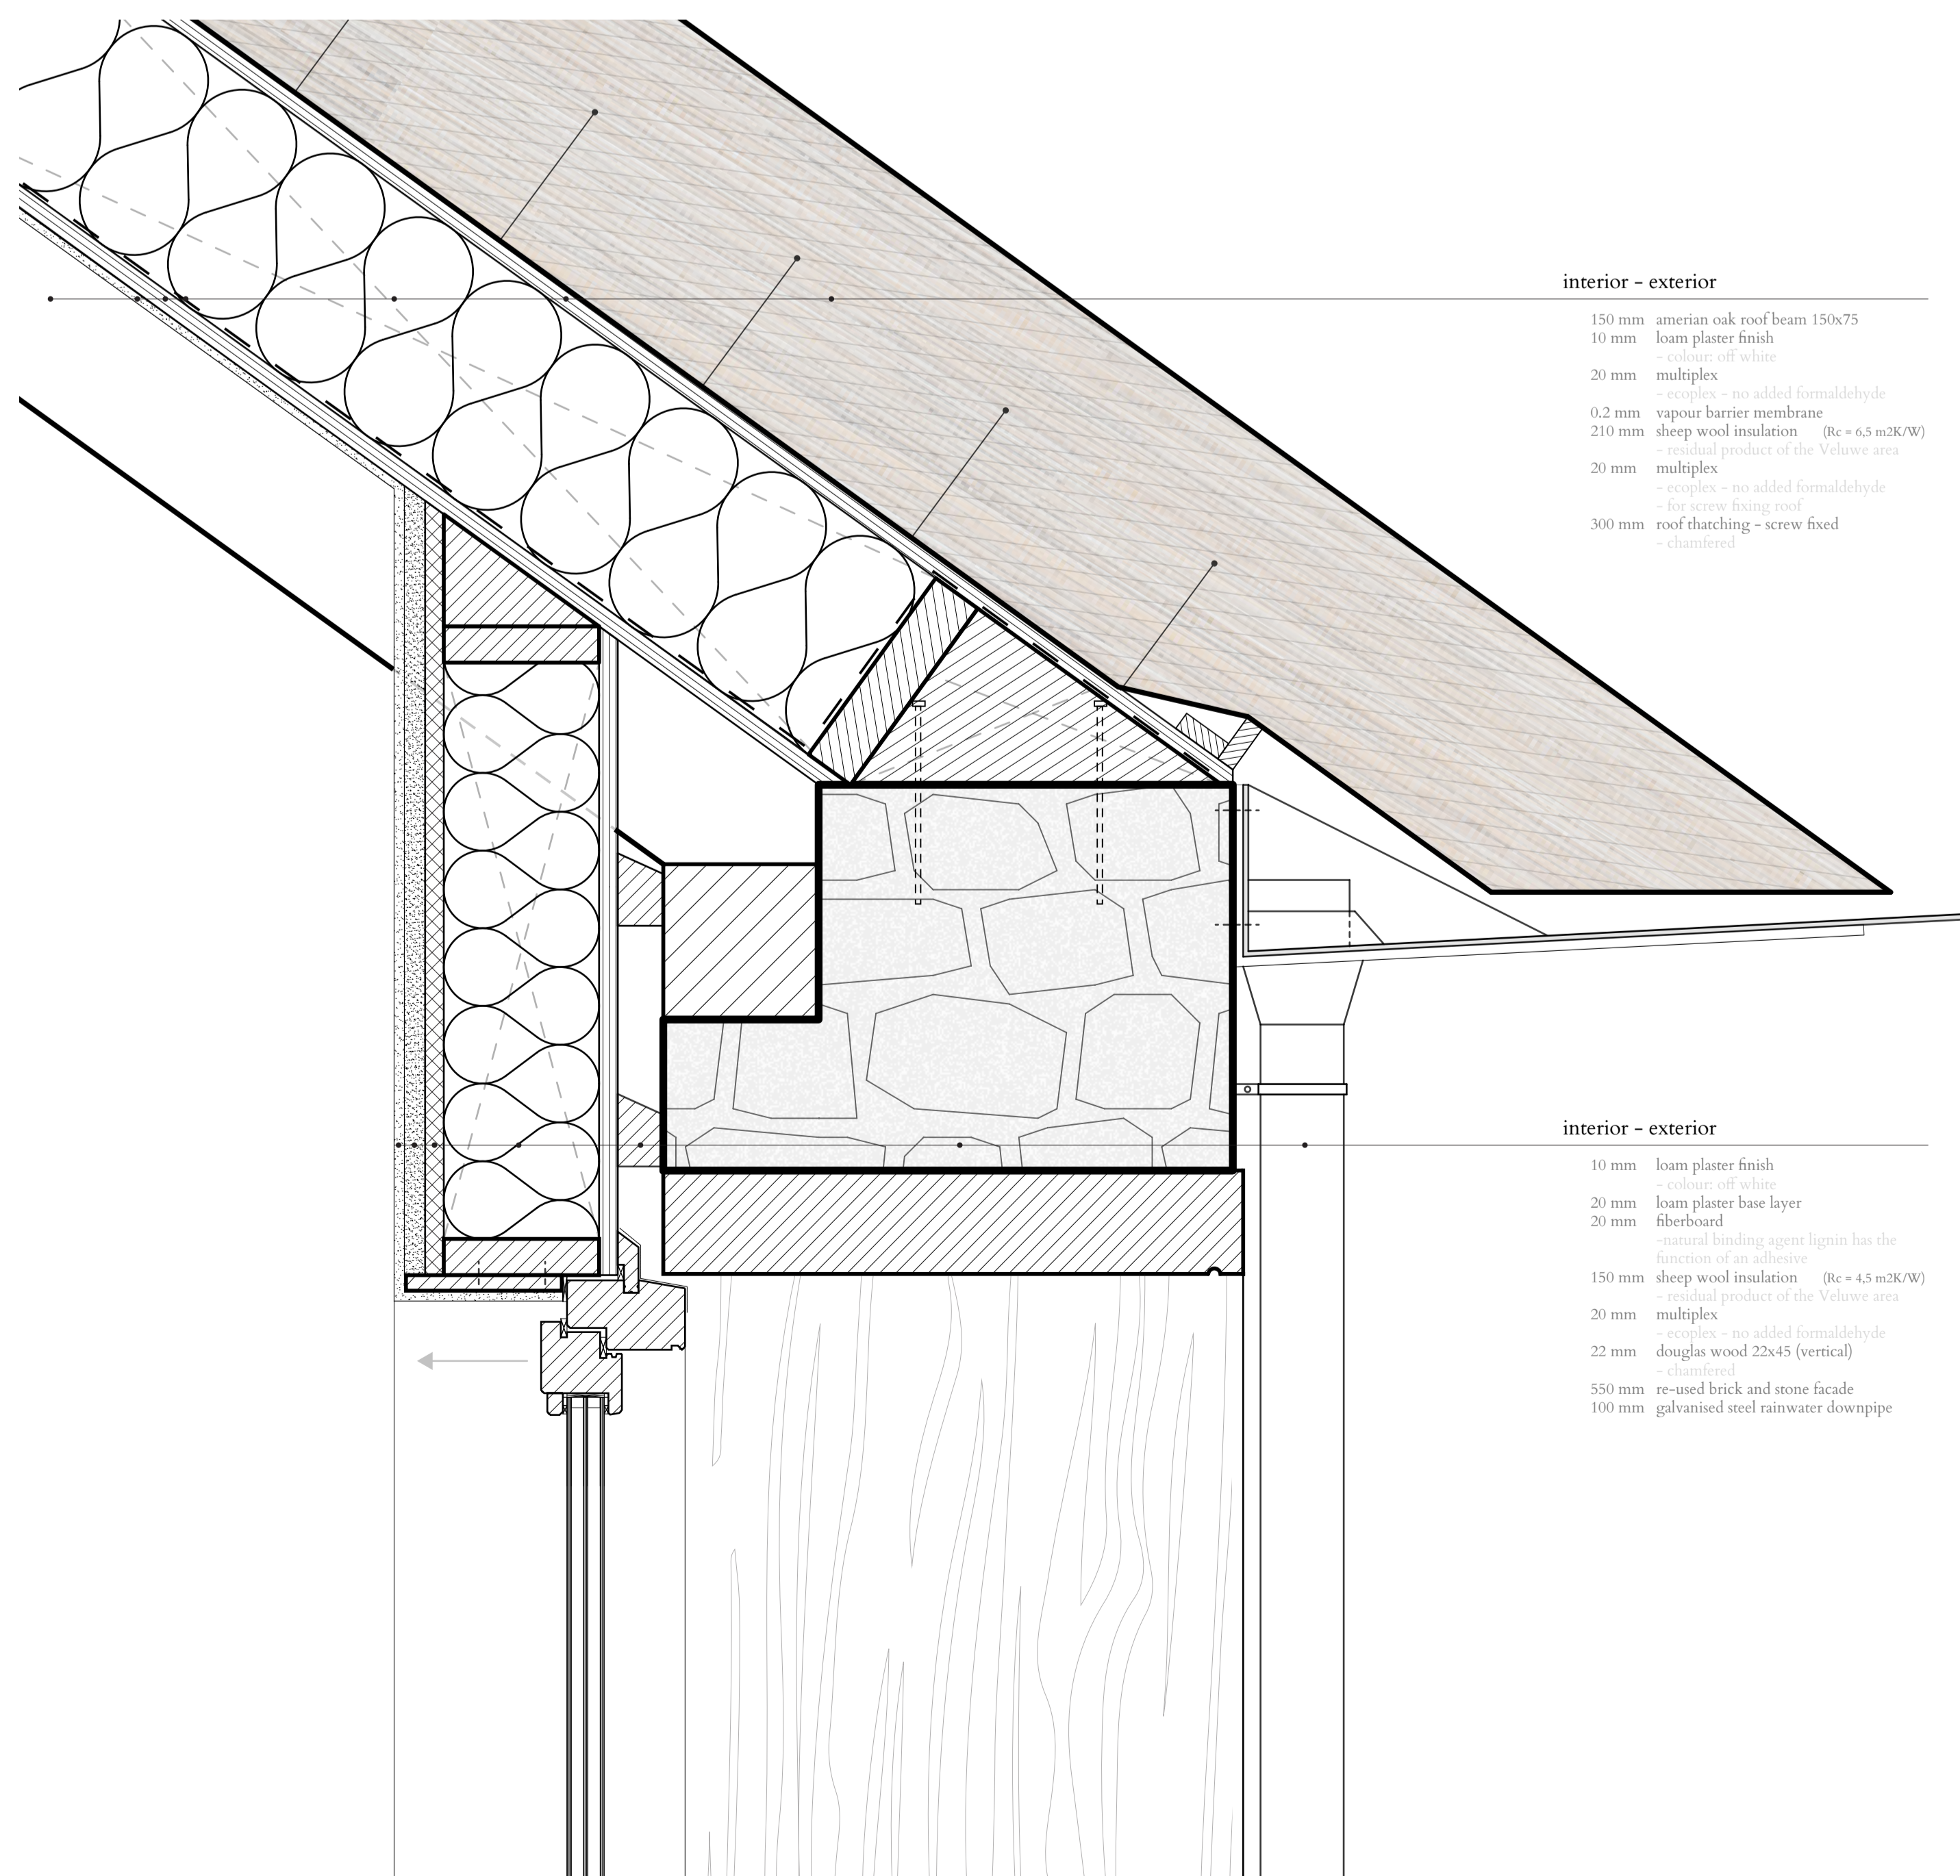 interior - exterior
150 mm amerian oak roof beam 150x75
10 mm loam plaster finish
- colour: off white
20 mm multiplex
- ecoplex - no added formaldehyde
0.2 mm vapour barrier membrane
210 mm sheep wool insulation (Rc = 6,5 m2K/W)
- residual product of the Veluwe area
20 mm multiplex
- ecoplex - no added formaldehyde
- for screw fixing roof
300 mm roof thatching - screw fixed
- chamfered
interior - exterior
10 mm loam plaster finish
- colour: off white
20 mm loam plaster base layer
20 mm fiberboard
-natural binding agent lignin has the
function of an adhesive
150 mm sheep wool insulation (Rc = 4,5 m2K/W)
- residual product of the Veluwe area
20 mm multiplex
- ecoplex - no added formaldehyde
22 mm douglas wood 22x45 (vertical)
- chamfered
550 mm re-used brick and stone facade
100 mm galvanised steel rainwater downpipe